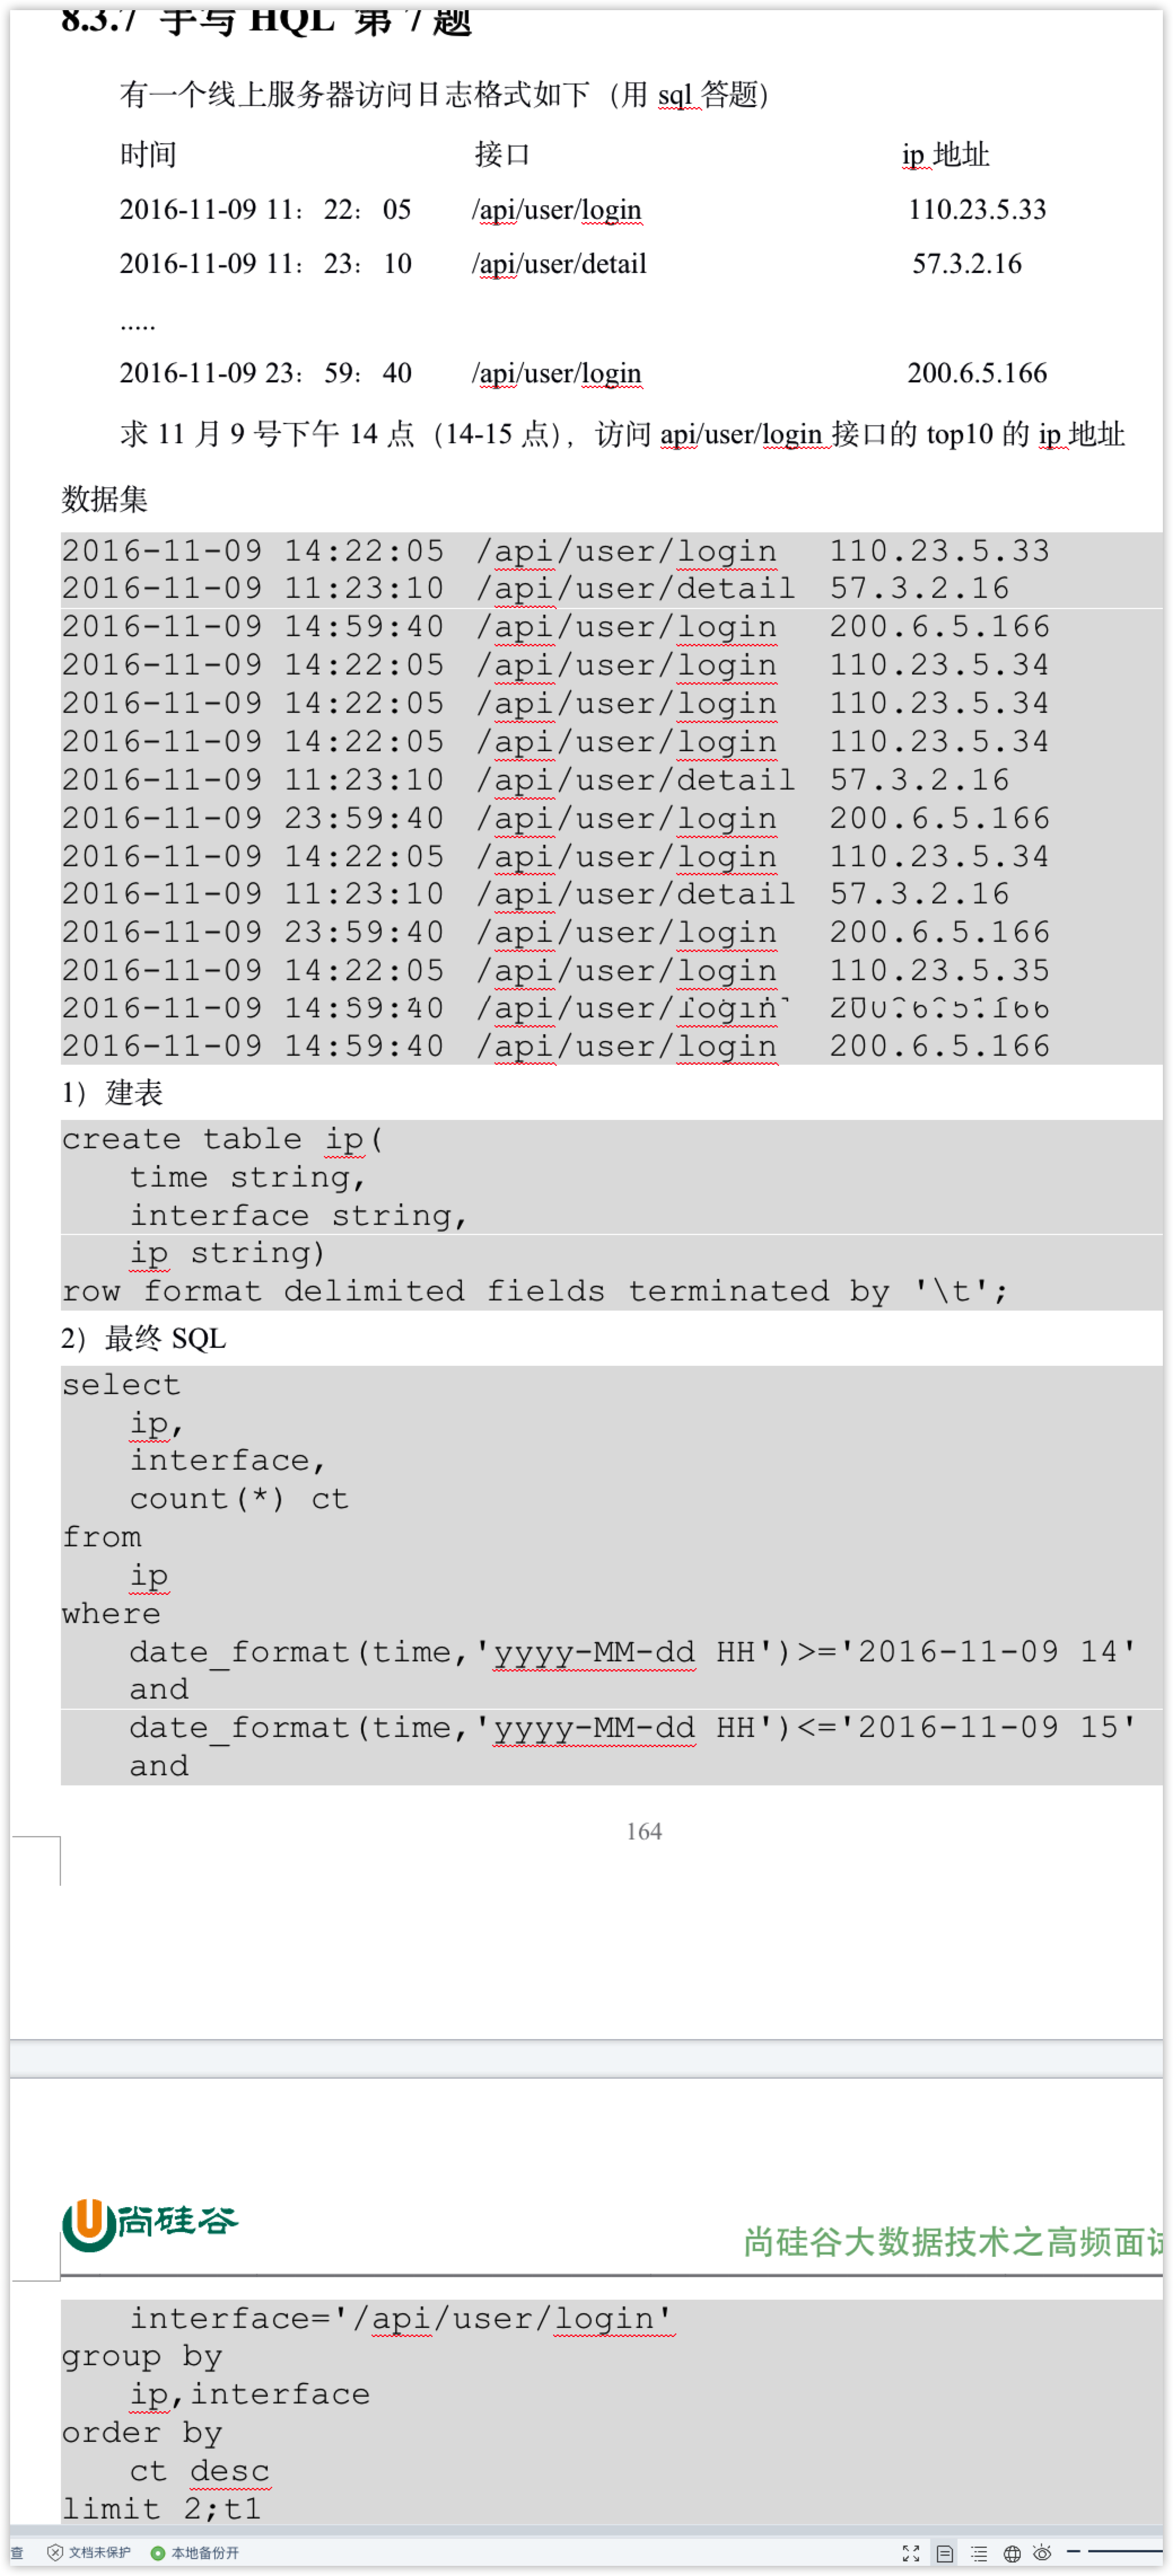 8.3.7 手写 HQL 第 7 题
有一个线上服务器访问日志格式如下（用 sql 答题）
时间 接口 ip 地址
2016-11-09 11： 22： 05 /api/user/login 110.23.5.33
2016-11-09 11： 23： 10 /api/user/detail 57.3.2.16
.....
2016-11-09 23： 59： 40 /api/user/login 200.6.5.166
求 11 月 9 号下午 14 点（14-15 点），访问 api/user/login 接口的 top10 的 ip 地址
数据集
2016-11-09 14:22:05 /api/user/login 110.23.5.33
2016-11-09 11:23:10 /api/user/detail 57.3.2.16
2016-11-09 14:59:40 /api/user/login 200.6.5.166
2016-11-09 14:22:05 /api/user/login 110.23.5.34
2016-11-09 14:22:05 /api/user/login 110.23.5.34
2016-11-09 14:22:05 /api/user/login 110.23.5.34
2016-11-09 11:23:10 /api/user/detail 57.3.2.16
2016-11-09 23:59:40 /api/user/login 200.6.5.166
2016-11-09 14:22:05 /api/user/login 110.23.5.34
2016-11-09 11:23:10 /api/user/detail 57.3.2.16
2016-11-09 23:59:40 /api/user/login 200.6.5.166
2016-11-09 14:22:05 /api/user/login 110.23.5.35
2016-11-09 14:59:40 /api/user/login 200.6.5.166
2016-11-09 14:59:40 /api/user/login 200.6.5.166
1）建表
create table ip(
time string,
interface string,
ip string)
row format delimited fields terminated by '\t';
2）最终 SQL
select
ip,
interface,
count(*) ct
from
ip
where
date_format(time,'yyyy-MM-dd HH')>='2016-11-09 14'
and
date_format(time,'yyyy-MM-dd HH')<='2016-11-09 15'
and
164
尚硅谷
尚硅谷大数据技术之高频面试
interface='/api/user/login'
group by
ip,interface
order by
ct desc
limit 2;t1
查 文档未保护 本地备份开